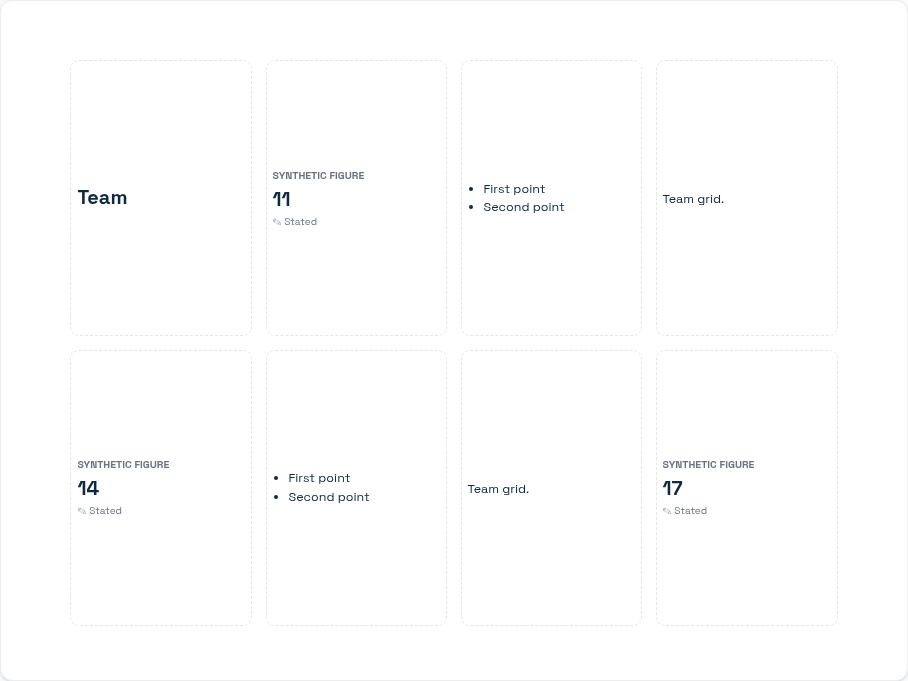 Team
SYNTHETIC FIGURE
11
✎ Stated
• First point
• Second point
Team grid.
SYNTHETIC FIGURE
14
✎ Stated
• First point
• Second point
Team grid.
SYNTHETIC FIGURE
17
✎ Stated